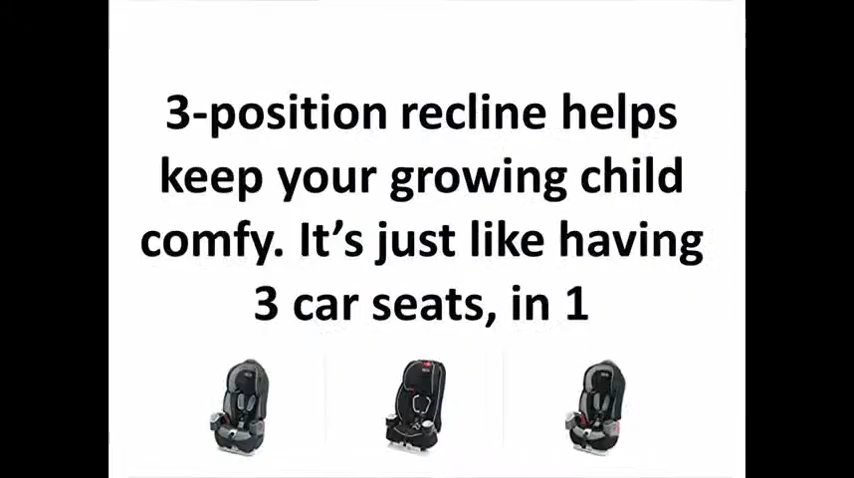 3-position recline helps
keep your growing child
comfy. It’s just like having
3 car seats, in 1